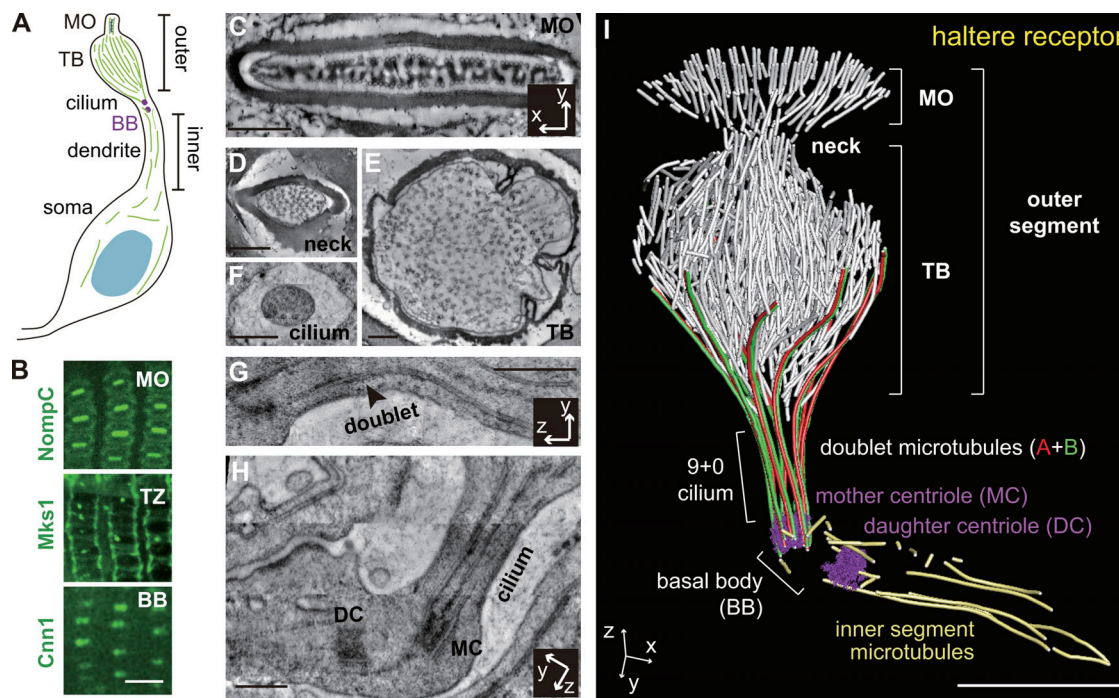 A
MO
TB
cilium
BB
dendrite
soma
outer
inner
B
NompC
MO
Mks1
TZ
Cnn1
BB
C
MO
y
x
D
neck
E
TB
F
cilium
G
doublet
y
z
H
DC
MC
cilium
y
z
I
haltere receptor
MO
neck
TB
outer
segment
doublet microtubules (A+B)
9+0
cilium
mother centriole (MC)
daughter centriole (DC)
basal body
(BB)
inner segment
microtubules
z
x
y